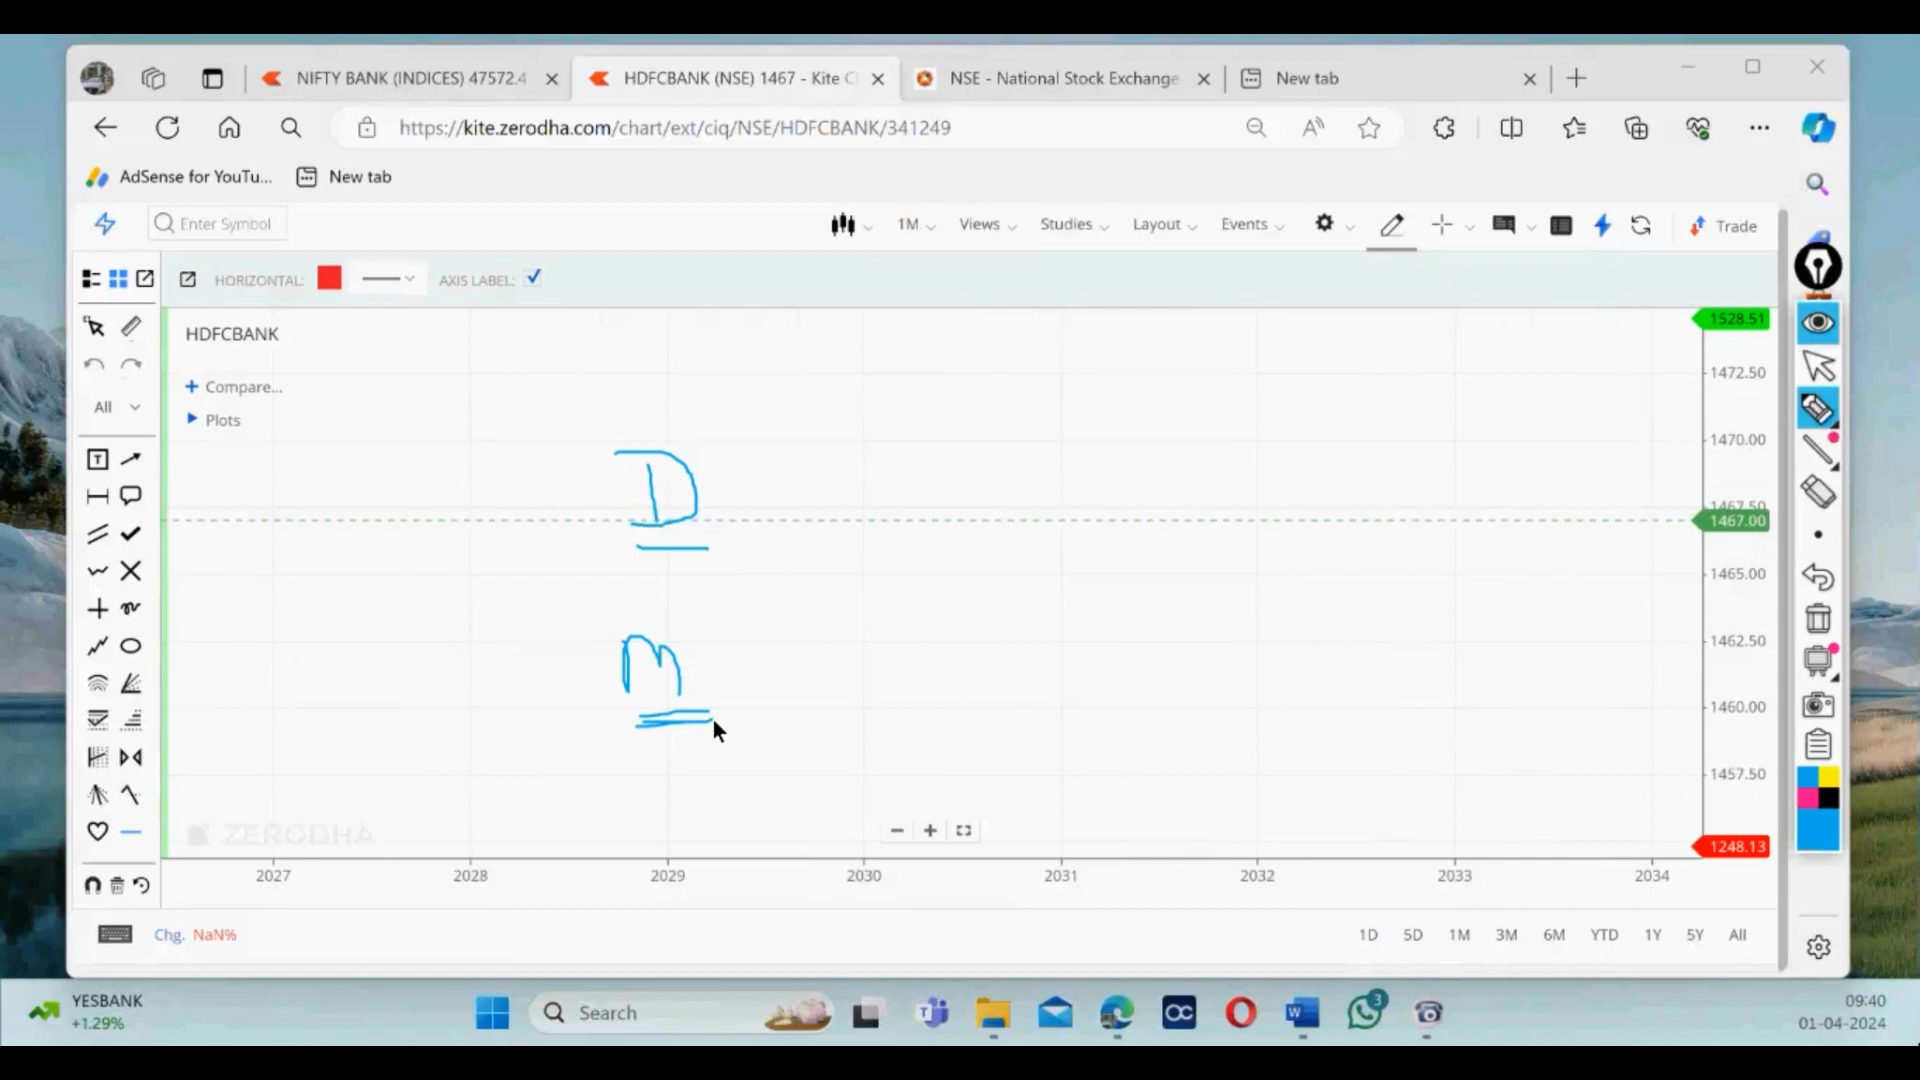 NIFTY BANK (INDICES) 47572.4
HDFCBANK (NSE) 1467 - Kite C
NSE - National Stock Exchange
New tab
https://kite.zerodha.com/chart/ext/ciq/NSE/HDFCBANK/341249
AdSense for YouTu...
New tab
Enter Symbol
1M
Views
Studies
Layout
Events
Trade
HORIZONTAL:
AXIS LABEL:
HDFCBANK
Compare...
Plots
All
D
M
1528.51
1472.50
1470.00
1467.50
1467.00
1465.00
1462.50
1460.00
1457.50
1248.13
ZERODHA
2027 2028 2029 2030 2031 2032 2033 2034
Chg. NaN%
1D 5D 1M 3M 6M YTD 1Y 5Y All
YESBANK
+1.29%
Search
3
09:40
01-04-2024